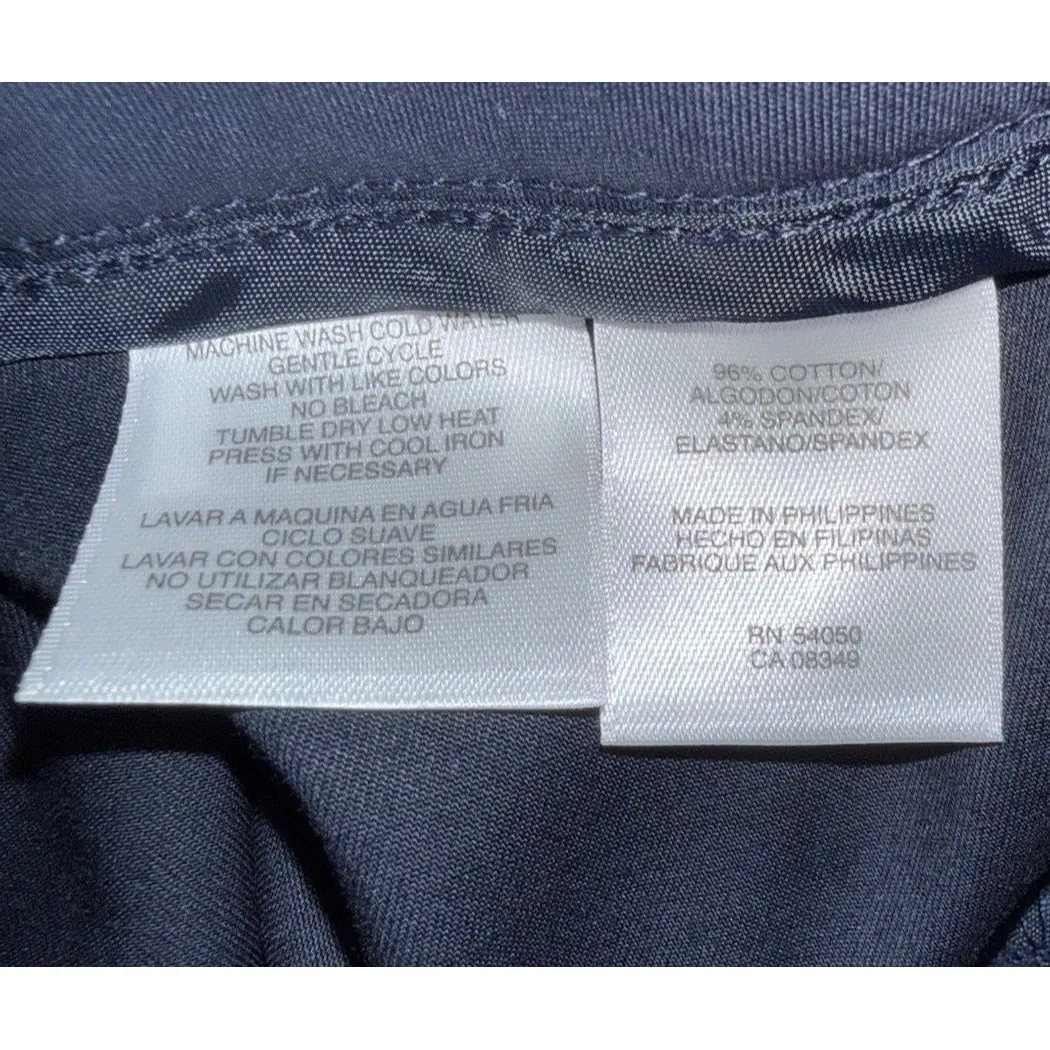 MACHINE WASH COLD WATER
GENTLE CYCLE
WASH WITH LIKE COLORS
NO BLEACH
TUMBLE DRY LOW HEAT
PRESS WITH COOL IRON
IF NECESSARY
LAVAR A MAQUINA EN AGUA FRIA
CICLO SUAVE
LAVAR CON COLORES SIMILARES
NO UTILIZAR BLANQUEADOR
SECAR EN SECADORA
CALOR BAJO
96% COTTON/
ALGODON/COTON
4% SPANDEX/
ELASTANO/SPANDEX
MADE IN PHILIPPINES
HECHO EN FILIPINAS
FABRIQUE AUX PHILIPPINES
RN 54050
CA 08349